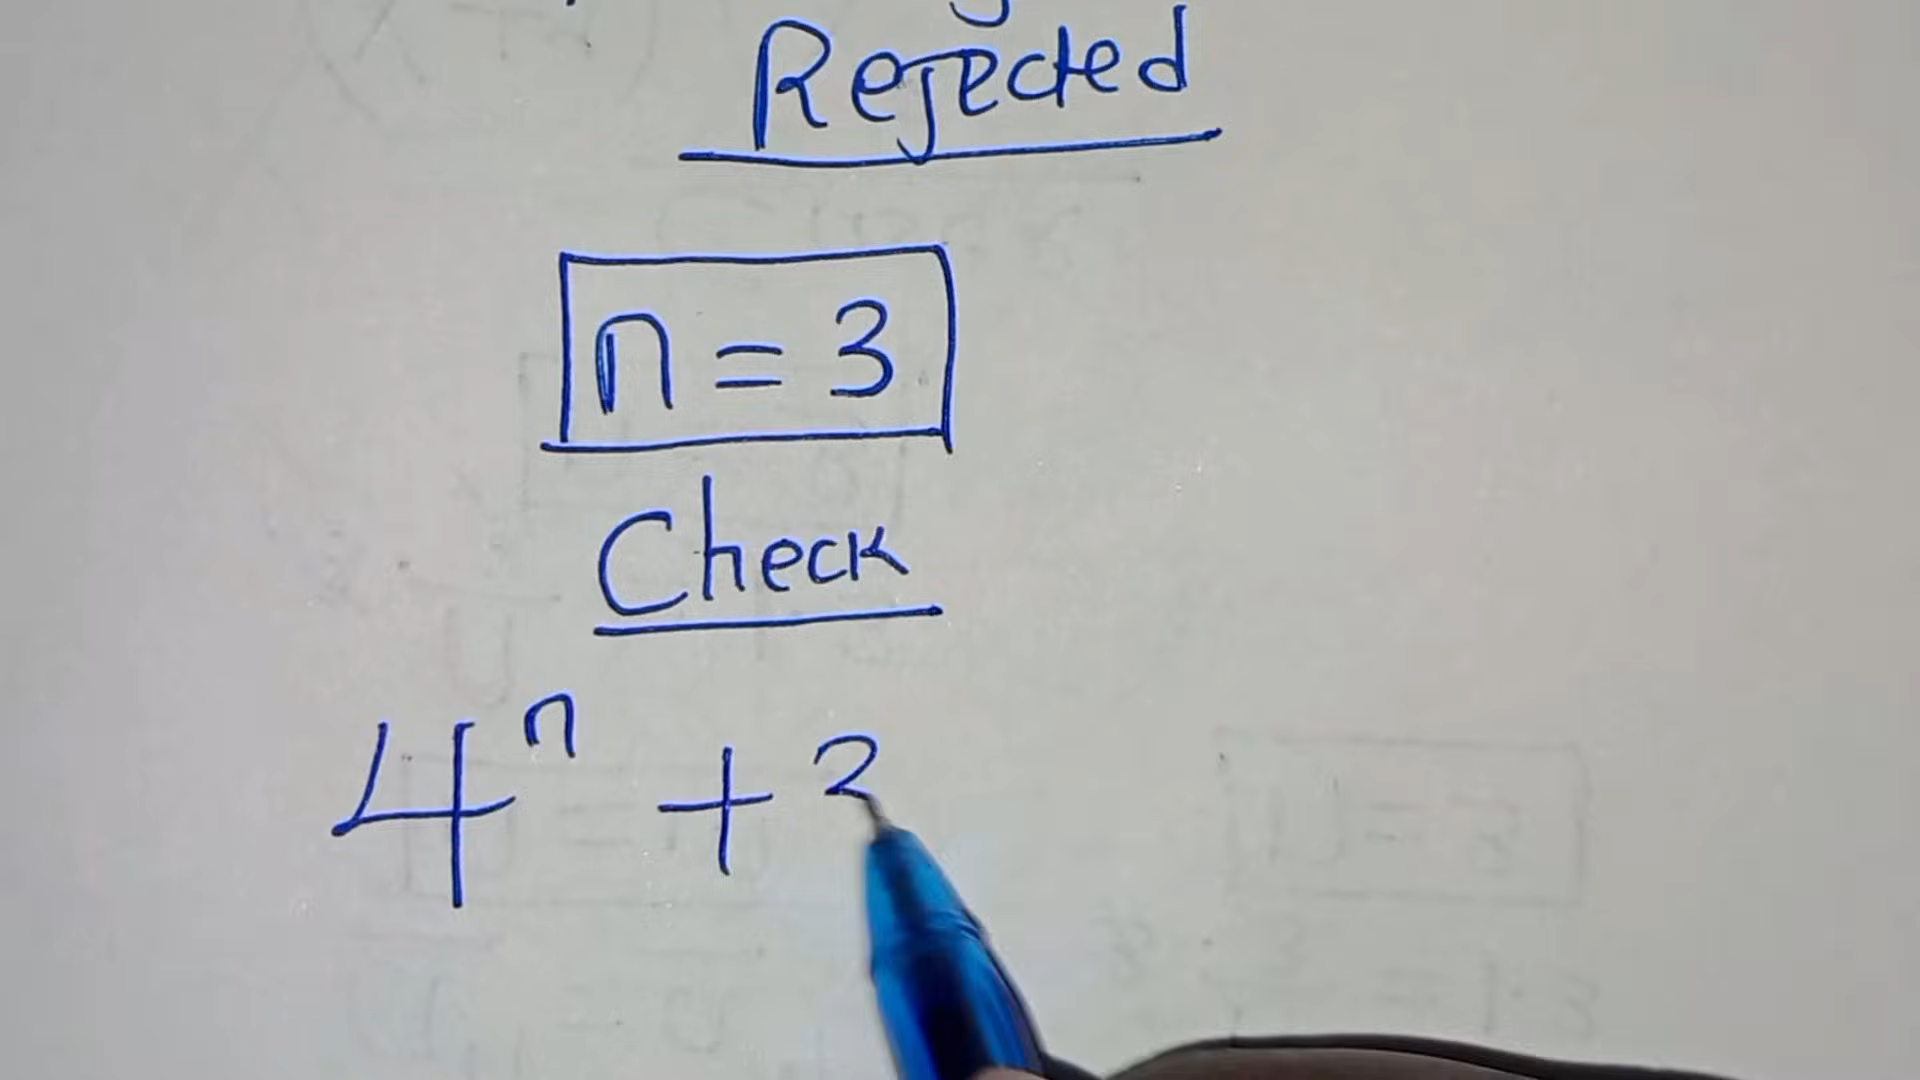 Rejected
n = 3
Check
4ⁿ + 3